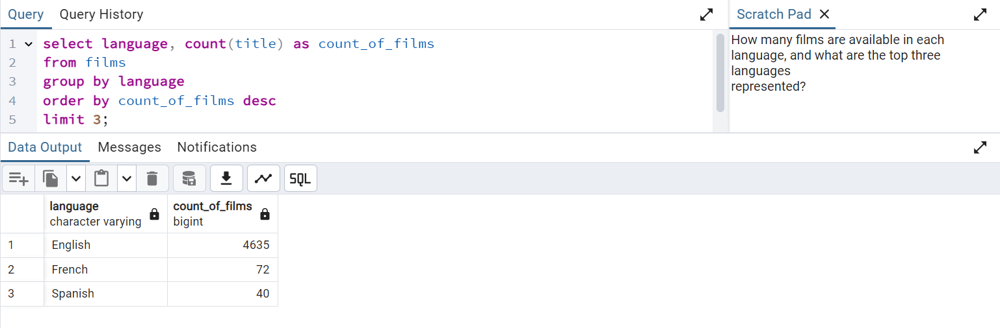 Query Query History
Scratch Pad
1 select language, count(title) as count_of_films
2 from films
3 group by language
4 order by count_of_films desc
5 limit 3;
How many films are available in each
language, and what are the top three
languages
represented?
Data Output Messages Notifications
SQL
language count_of_films
character varying bigint
1 English 4635
2 French 72
3 Spanish 40